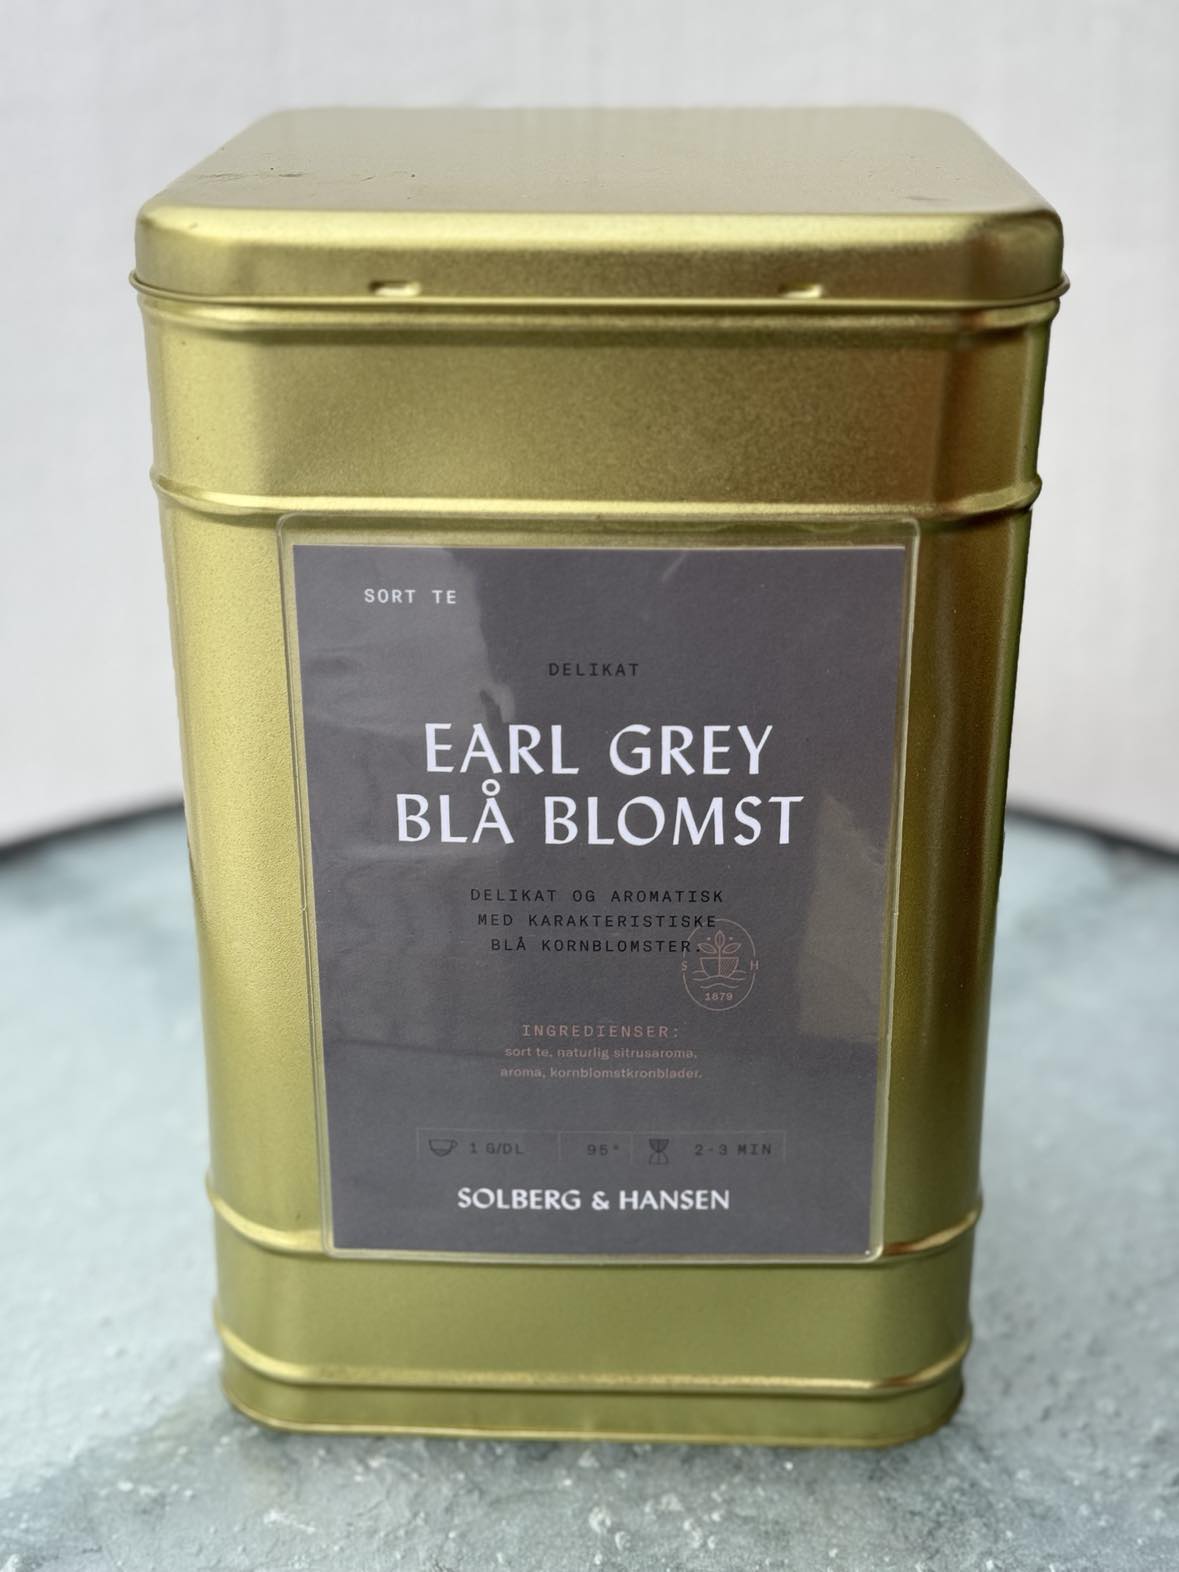 SORT TE
DELIKAT
EARL GREY
BLÅ BLOMST
DELIKAT OG AROMATISK
MED KARAKTERISTISKE
BLÅ KORNBLOMSTER.
S H
1879
INGREDIENSER:
sort te, naturlig sitrusaroma,
aroma, kornblomstkronblader.
1 G/DL 95° 2-3 MIN
SOLBERG & HANSEN